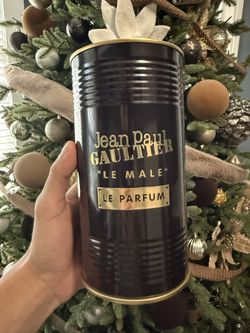 Jean Paul
GAULTIER
"LE MALE"
LE PARFUM